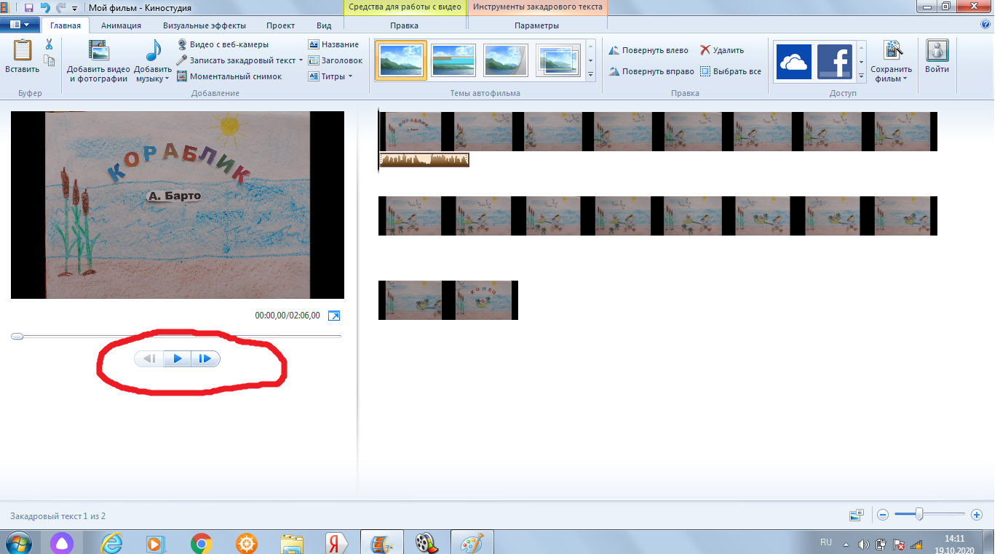 Мой фильм - Киностудия
Средства для работы с видео
Инструменты закадрового текста
Главная
Анимация
Визуальные эффекты
Проект
Вид
Правка
Параметры
Вставить
Буфер
Добавить видео
и фотографии
Добавить
музыку
Видео с веб-камеры
Записать закадровый текст
Моментальный снимок
Название
Заголовок
Титры
Добавление
Темы автофильма
Повернуть влево
Повернуть вправо
Удалить
Выбрать все
Правка
Доступ
Сохранить
фильм
Войти
КОРАБЛИК
А. Барто
КОРАБЛИК
А. Барто
00:00,00/02:06,00
КОНЕЦ
Закадровый текст 1 из 2
RU
14:11
19.10.2020